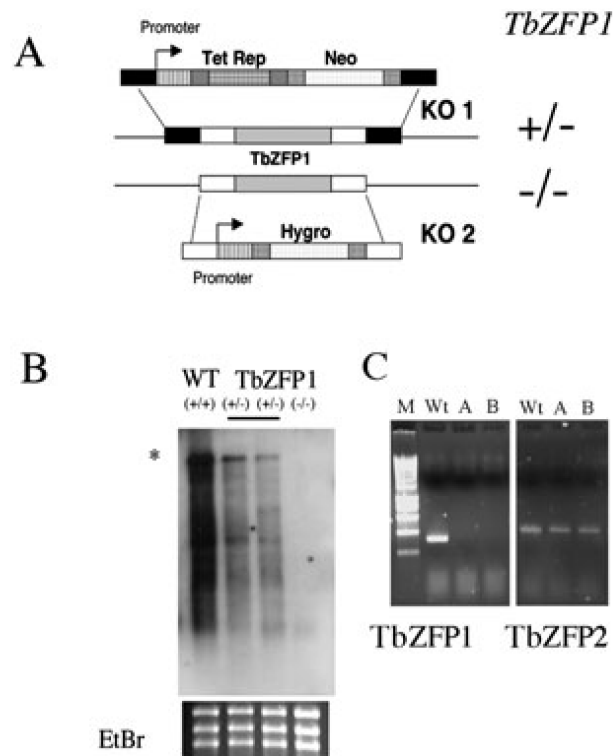 A
TbZFP1
Promoter
Tet Rep Neo
KO 1
+/-
TbZFP1
-/-
Hygro
KO 2
Promoter
B
WT TbZFP1
(+/+) (+/-) (+/-) (-/-)
*
EtBr
C
M Wt A B Wt A B
TbZFP1 TbZFP2